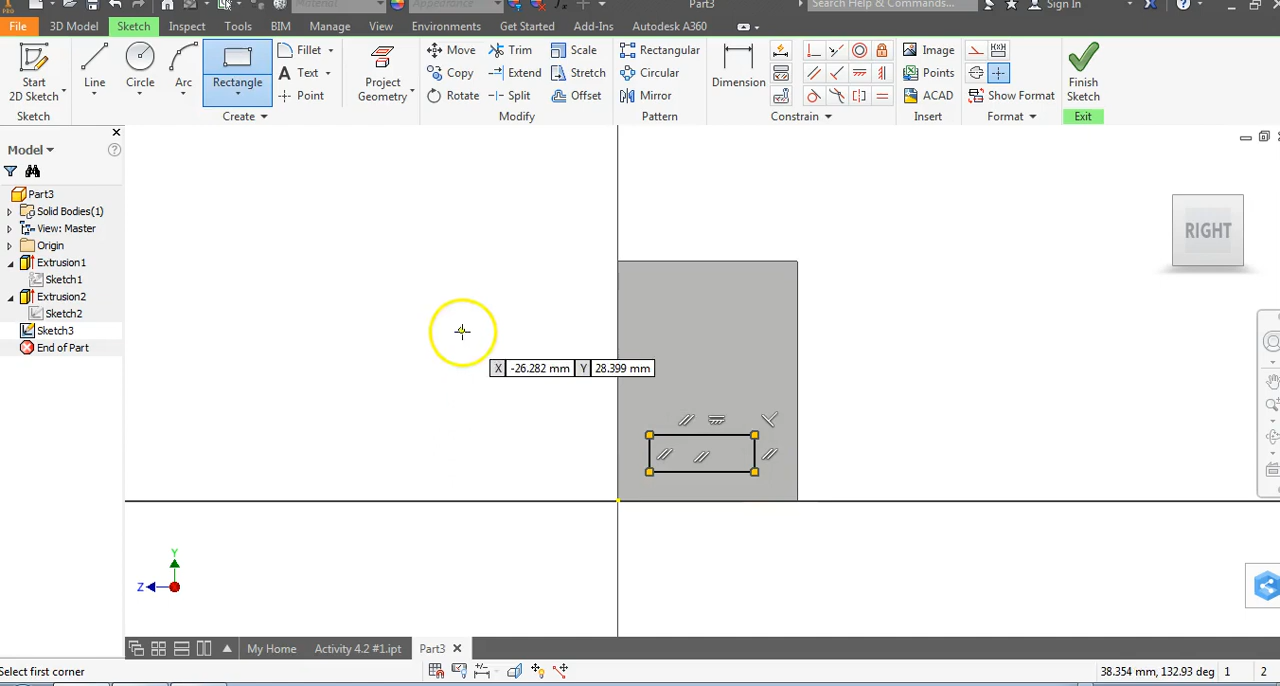 PRO Material Appearance Part3 Search Help & Commands... Sign In
File 3D Model Sketch Inspect Tools BIM Manage View Environments Get Started Vault Add-Ins Autodesk A360
Start 2D Sketch Line Circle Arc Rectangle Fillet Text Point Project Geometry
Move Copy Rotate Trim Extend Split Scale Stretch Offset
Rectangular Circular Mirror Dimension
Image Points ACAD Show Format Finish Sketch
Sketch Create Modify Pattern Constrain Insert Format Exit
Model
Part3
Solid Bodies(1)
View: Master
Origin
Extrusion1
Sketch1
Extrusion2
Sketch2
Sketch3
End of Part
RIGHT
X -26.282 mm Y 28.399 mm
Y
Z
My Home Activity 4.2 #1.ipt Part3
Select first corner 38.354 mm, 132.93 deg 1 2